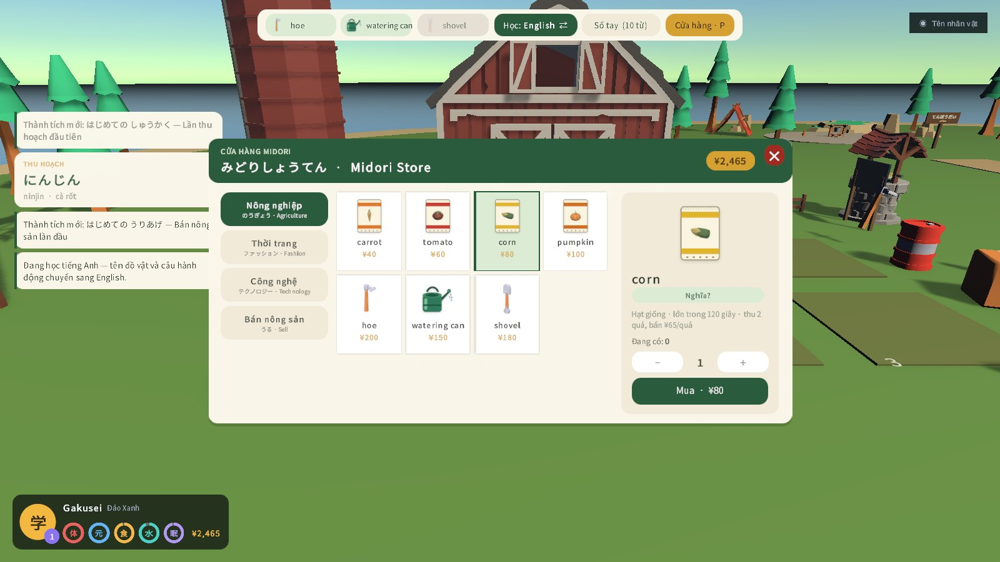 hoe
watering can
shovel
Học: English ⇄
Sổ tay (10 từ)
Cửa hàng · P
◉ Tên nhân vật
てんぼうだい
Thành tích mới: はじめての しゅうかく — Lần thu
hoạch đầu tiên
THU HOẠCH
にんじん
ninjin · cà rốt
Thành tích mới: はじめての うりあげ — Bán nông
sản lần đầu
Đang học tiếng Anh — tên đồ vật và câu hành
động chuyển sang English.
CỬA HÀNG MIDORI
みどりしょうてん · Midori Store
¥2,465
Nông nghiệp
のうぎょう · Agriculture
Thời trang
ファッション · Fashion
Công nghệ
テクノロジー · Technology
Bán nông sản
うる · Sell
carrot
¥40
tomato
¥60
corn
¥80
pumpkin
¥100
hoe
¥200
watering can
¥150
shovel
¥180
corn
Nghĩa?
Hạt giống · lớn trong 120 giây · thu 2
quả, bán ¥65/quả
Đang có: 0
− 1 +
Mua · ¥80
学
1
Gakusei Đảo Xanh
体 元 食 水 眠 ¥2,465